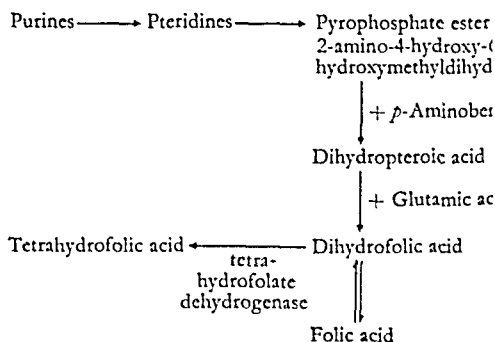 Purines Pteridines Pyrophosphate ester
2-amino-4-hydroxy-
hydroxymethyldihyd
+ p-Aminober
Dihydropteroic acid
+ Glutamic ac
Tetrahydrofolic acid Dihydrofolic acid
tetra-
hydrofolate
dehydrogenase
Folic acid